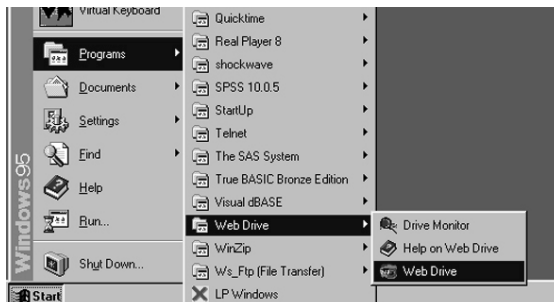 Virtual Keyboard
Programs
Documents
Settings
Find
Help
Run...
Shut Down...
Windows95
Start
Quicktime
Real Player 8
shockwave
SPSS 10.0.5
StartUp
Telnet
The SAS System
True BASIC Bronze Edition
Visual dBASE
Web Drive
WinZip
Ws_Ftp (File Transfer)
LP Windows
Drive Monitor
Help on Web Drive
Web Drive